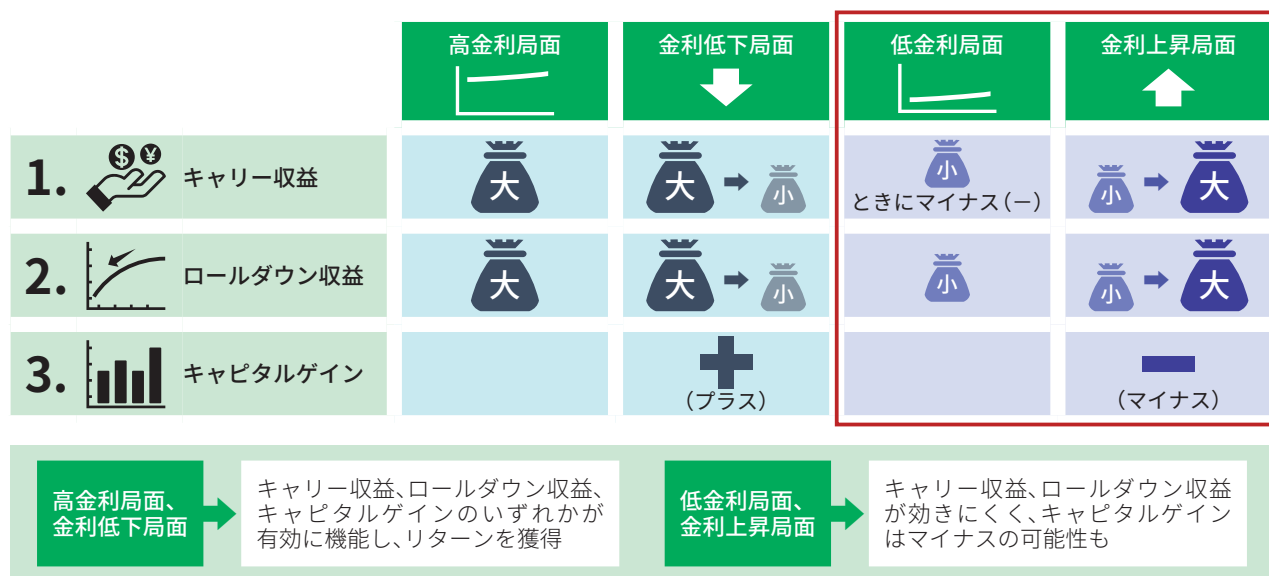 高金利局面
金利低下局面
低金利局面
金利上昇局面
1.
$ ¥
キャリー収益
大
大
小
小
ときにマイナス(－)
小
大
2.
ロールダウン収益
大
大
小
小
小
大
3.
キャピタルゲイン
(プラス)
(マイナス)
高金利局面、
金利低下局面
キャリー収益、ロールダウン収益、
キャピタルゲインのいずれかが
有効に機能し、リターンを獲得
低金利局面、
金利上昇局面
キャリー収益、ロールダウン収益
が効きにくく、キャピタルゲイン
はマイナスの可能性も